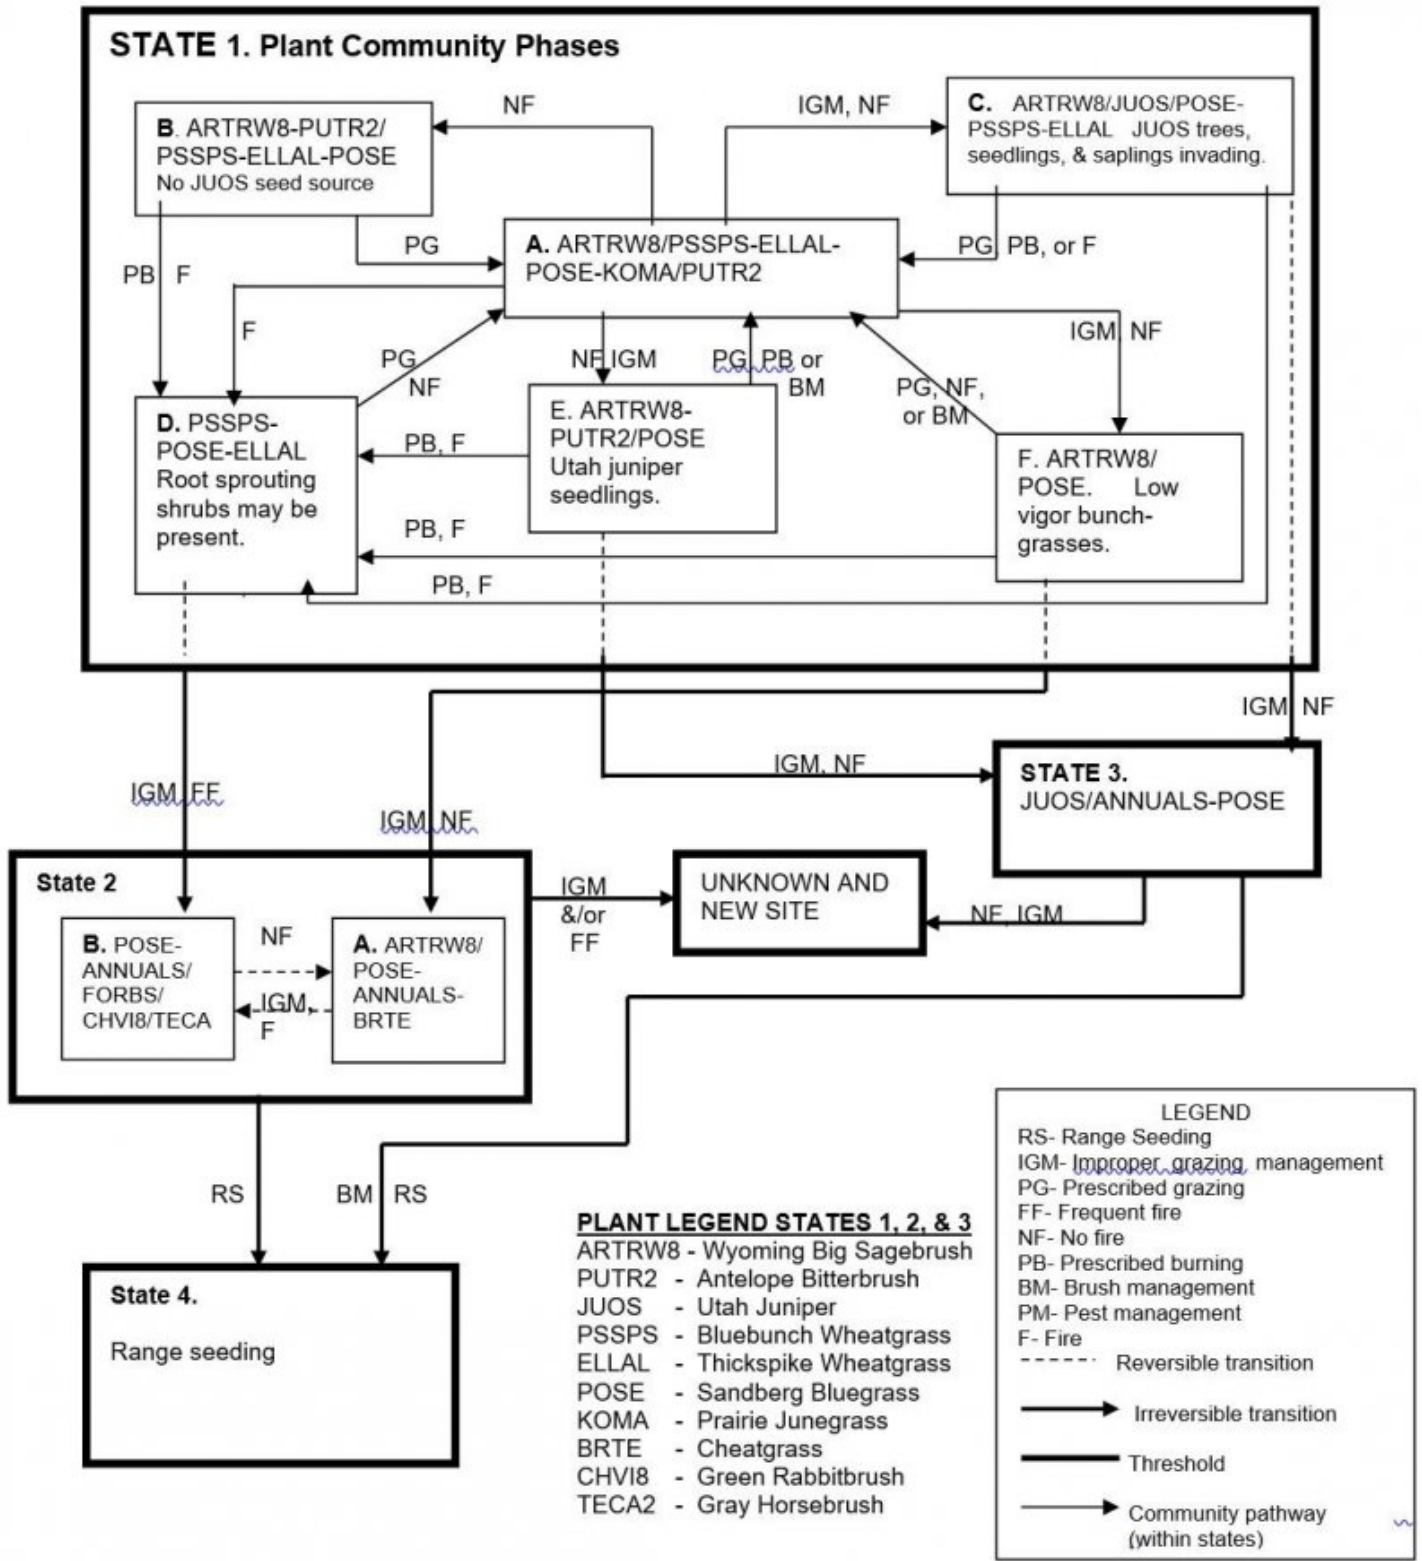 STATE 1. Plant Community Phases
NF
IGM, NF
B. ARTRW8-PUTR2/
PSSPS-ELLAL-POSE
No JUOS seed source
C. ARTRW8/JUOS/POSE-
PSSPS-ELLAL JUOS trees,
seedlings, & saplings invading.
PG
A. ARTRW8/PSSPS-ELLAL-
POSE-KOMA/PUTR2
PG, PB, or F
PB F
F
PG
NF
NF, IGM
PG, PB or
BM
IGM, NF
PG, NF,
or BM
D. PSSPS-
POSE-ELLAL
Root sprouting
shrubs may be
present.
PB, F
E. ARTRW8-
PUTR2/POSE
Utah juniper
seedlings.
F. ARTRW8/
POSE. Low
vigor bunch-
grasses.
PB, F
PB, F
IGM, NF
IGM, FF
IGM, NF
IGM, NF
STATE 3.
JUOS/ANNUALS-POSE
State 2
B. POSE-
ANNUALS/
FORBS/
CHVI8/TECA
NF
IGM,
F
A. ARTRW8/
POSE-
ANNUALS-
BRTE
IGM
&/or
FF
UNKNOWN AND
NEW SITE
NF, IGM
RS
BM RS
State 4.
Range seeding
PLANT LEGEND STATES 1, 2, & 3
ARTRW8 - Wyoming Big Sagebrush
PUTR2 - Antelope Bitterbrush
JUOS - Utah Juniper
PSSPS - Bluebunch Wheatgrass
ELLAL - Thickspike Wheatgrass
POSE - Sandberg Bluegrass
KOMA - Prairie Junegrass
BRTE - Cheatgrass
CHVI8 - Green Rabbitbrush
TECA2 - Gray Horsebrush
LEGEND
RS- Range Seeding
IGM- Improper grazing management
PG- Prescribed grazing
FF- Frequent fire
NF- No fire
PB- Prescribed burning
BM- Brush management
PM- Pest management
F- Fire
Reversible transition
Irreversible transition
Threshold
Community pathway
(within states)